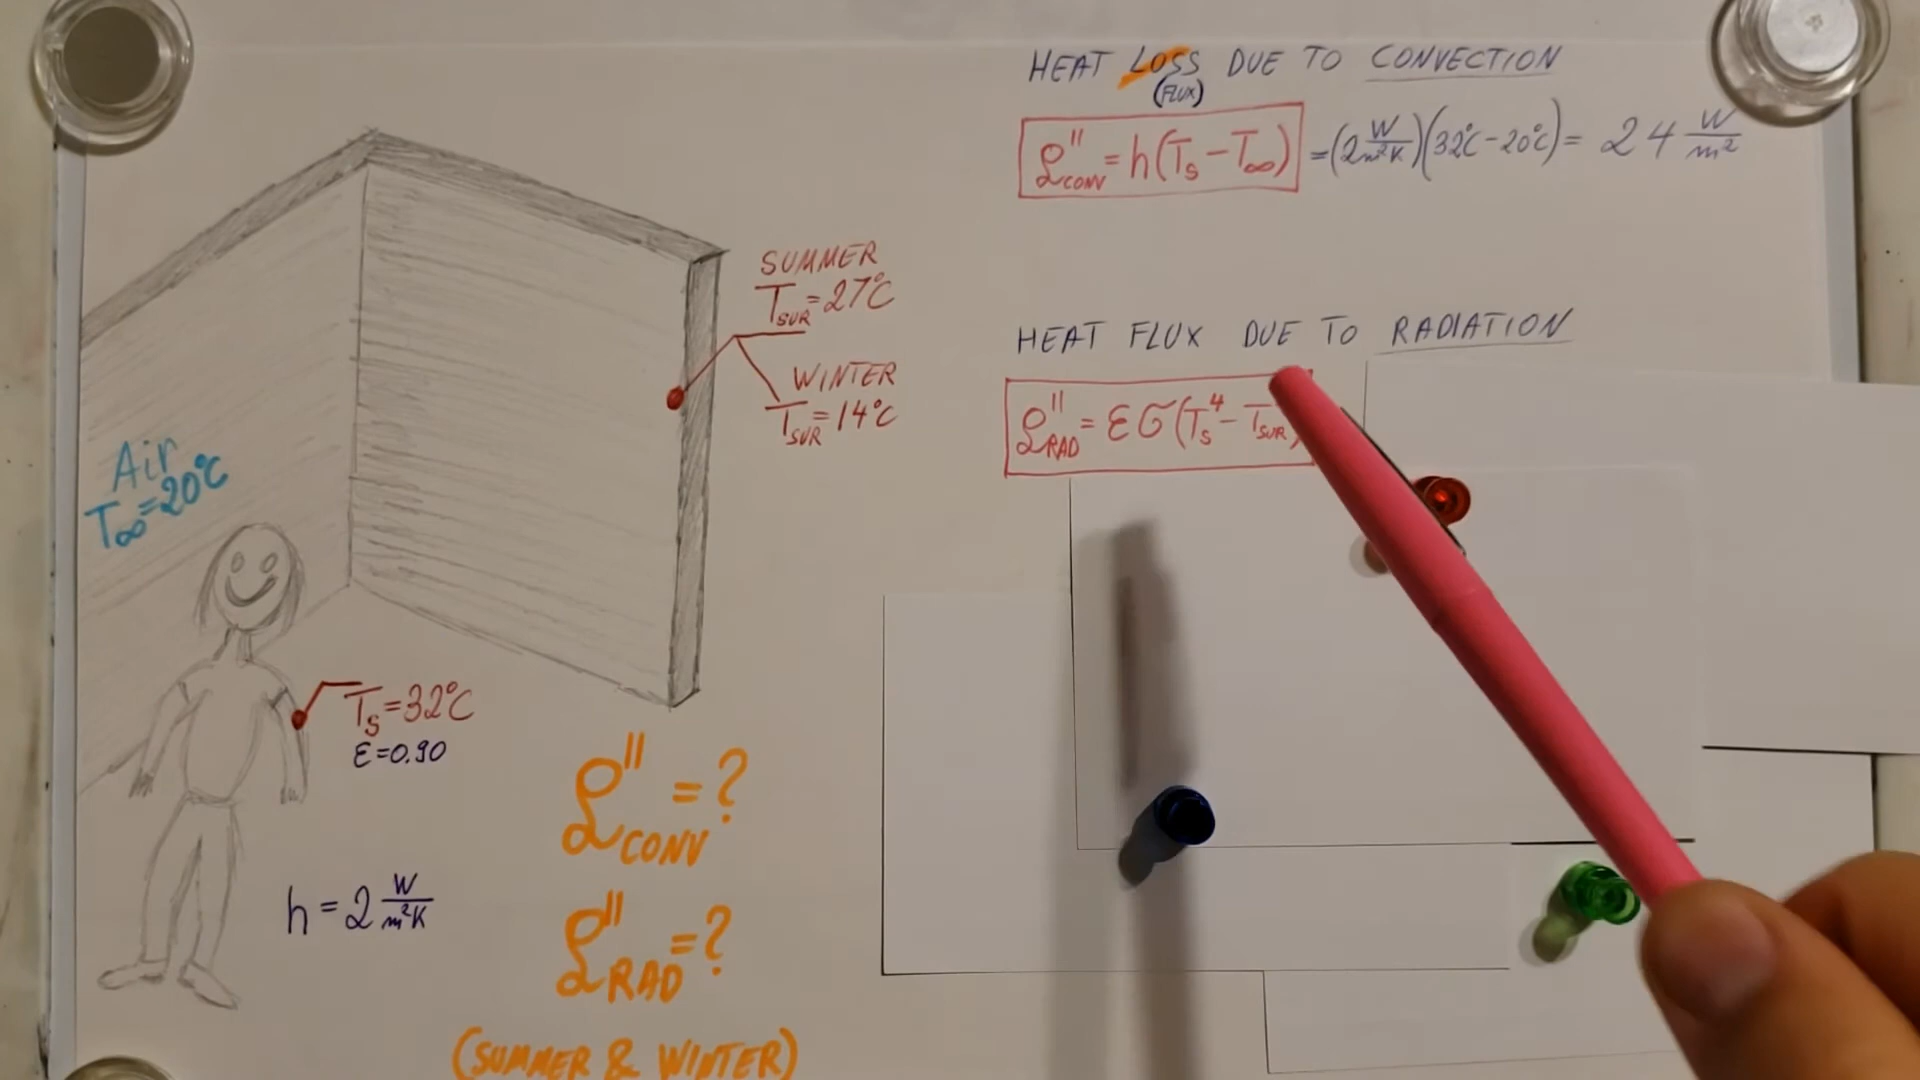 HEAT LOSS DUE TO CONVECTION
(FLUX)
q''CONV = h(Ts - T∞) = (2 W/m²K)(32°C - 20°C) = 24 W/m²
SUMMER
TSUR = 27°C
WINTER
TSUR = 14°C
HEAT FLUX DUE TO RADIATION
q''RAD = εσ(Ts⁴ - TSUR
Air
T∞ = 20°C
Ts = 32°C
ε = 0.90
h = 2 W/m²K
q''CONV = ?
q''RAD = ?
(SUMMER & WINTER)